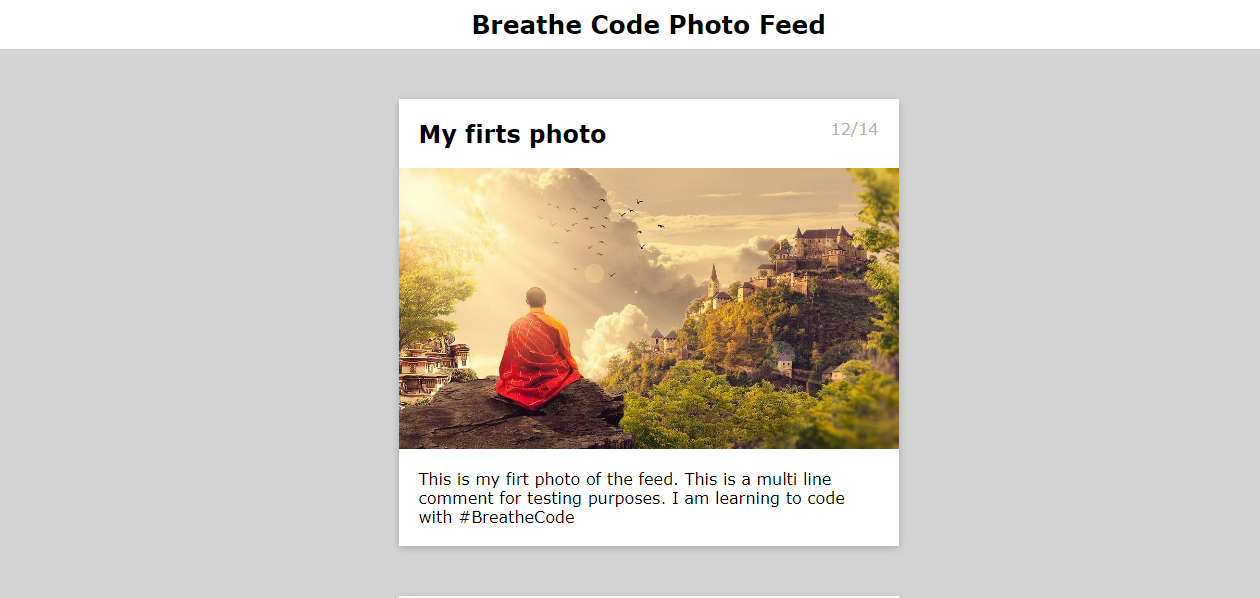 Breathe Code Photo Feed
My firts photo
12/14
This is my firt photo of the feed. This is a multi line
comment for testing purposes. I am learning to code
with #BreatheCode